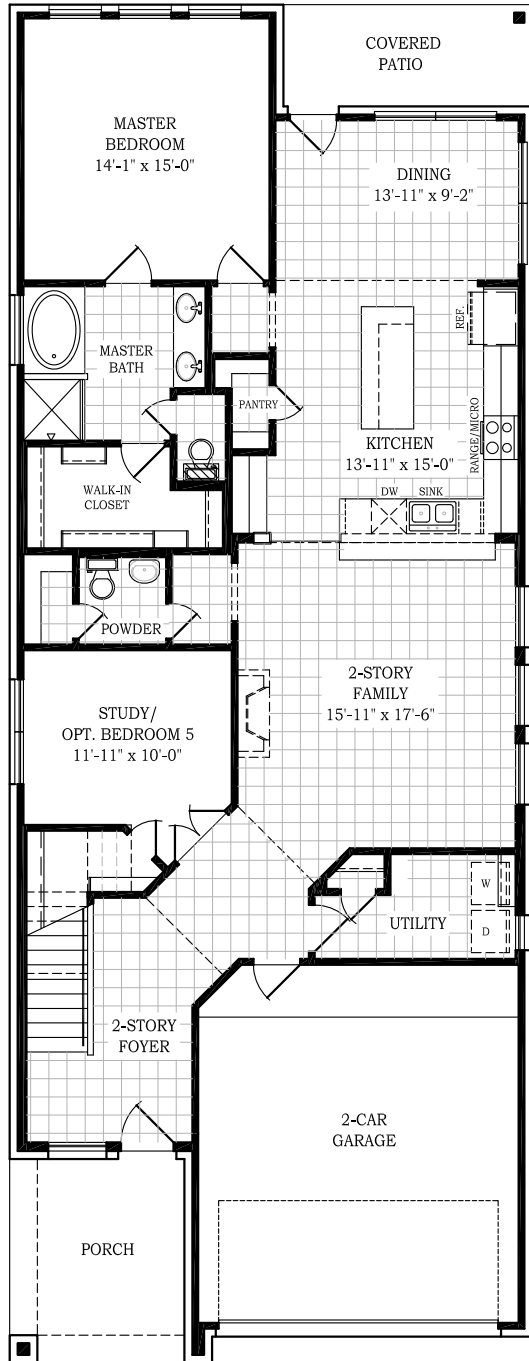 COVERED
PATIO
MASTER
BEDROOM
14'-1" x 15'-0"
DINING
13'-11" x 9'-2"
REF.
MASTER
BATH
PANTRY
RANGE/MICRO
KITCHEN
13'-11" x 15'-0"
WALK-IN
CLOSET
DW
SINK
POWDER
2-STORY
FAMILY
15'-11" x 17'-6"
STUDY/
OPT. BEDROOM 5
11'-11" x 10'-0"
W
UTILITY
D
2-STORY
FOYER
2-CAR
GARAGE
PORCH